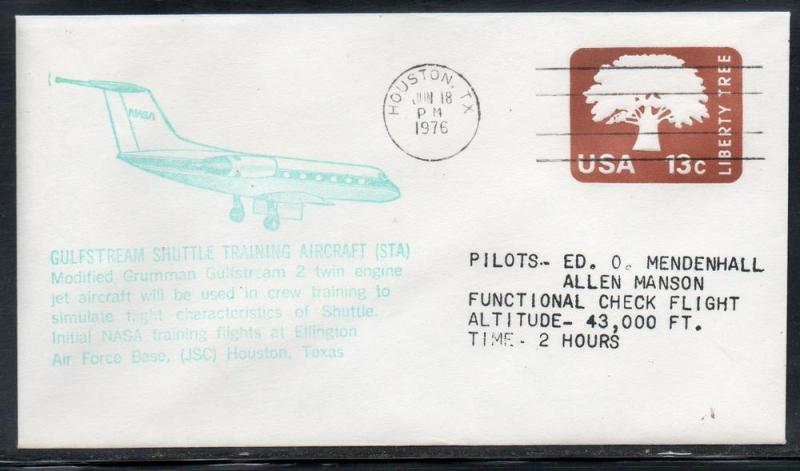 HOUSTON, TX
JUN 18
PM
1976
LIBERTY TREE
USA 13c
NASA
GULFSTREAM SHUTTLE TRAINING AIRCRAFT (STA)
Modified Grumman Gulfstream 2 twin engine
jet aircraft will be used in crew training to
simulate flight characteristics of Shuttle.
Initial NASA training flights at Ellington
Air Force Base, (JSC) Houston, Texas
PILOTS- ED. O. MENDENHALL
ALLEN MANSON
FUNCTIONAL CHECK FLIGHT
ALTITUDE- 43,000 FT.
TIME- 2 HOURS